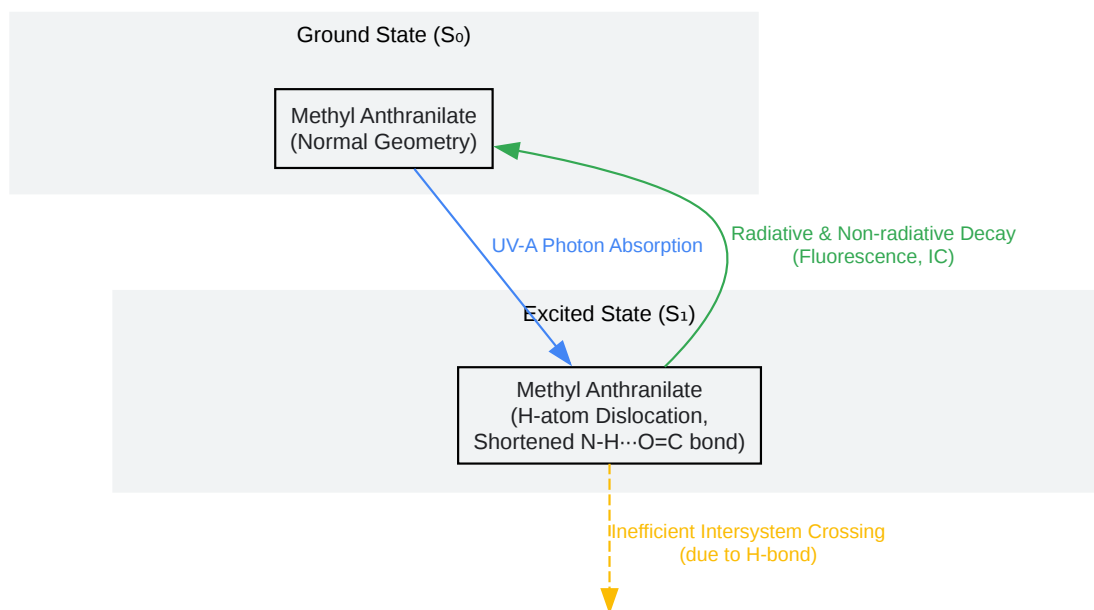 Ground State (S₀)
Methyl Anthranilate
(Normal Geometry)
UV-A Photon Absorption
Radiative & Non-radiative Decay
(Fluorescence, IC)
Excited State (S₁)
Methyl Anthranilate
(H-atom Dislocation,
Shortened N-H···O=C bond)
Inefficient Intersystem Crossing
(due to H-bond)